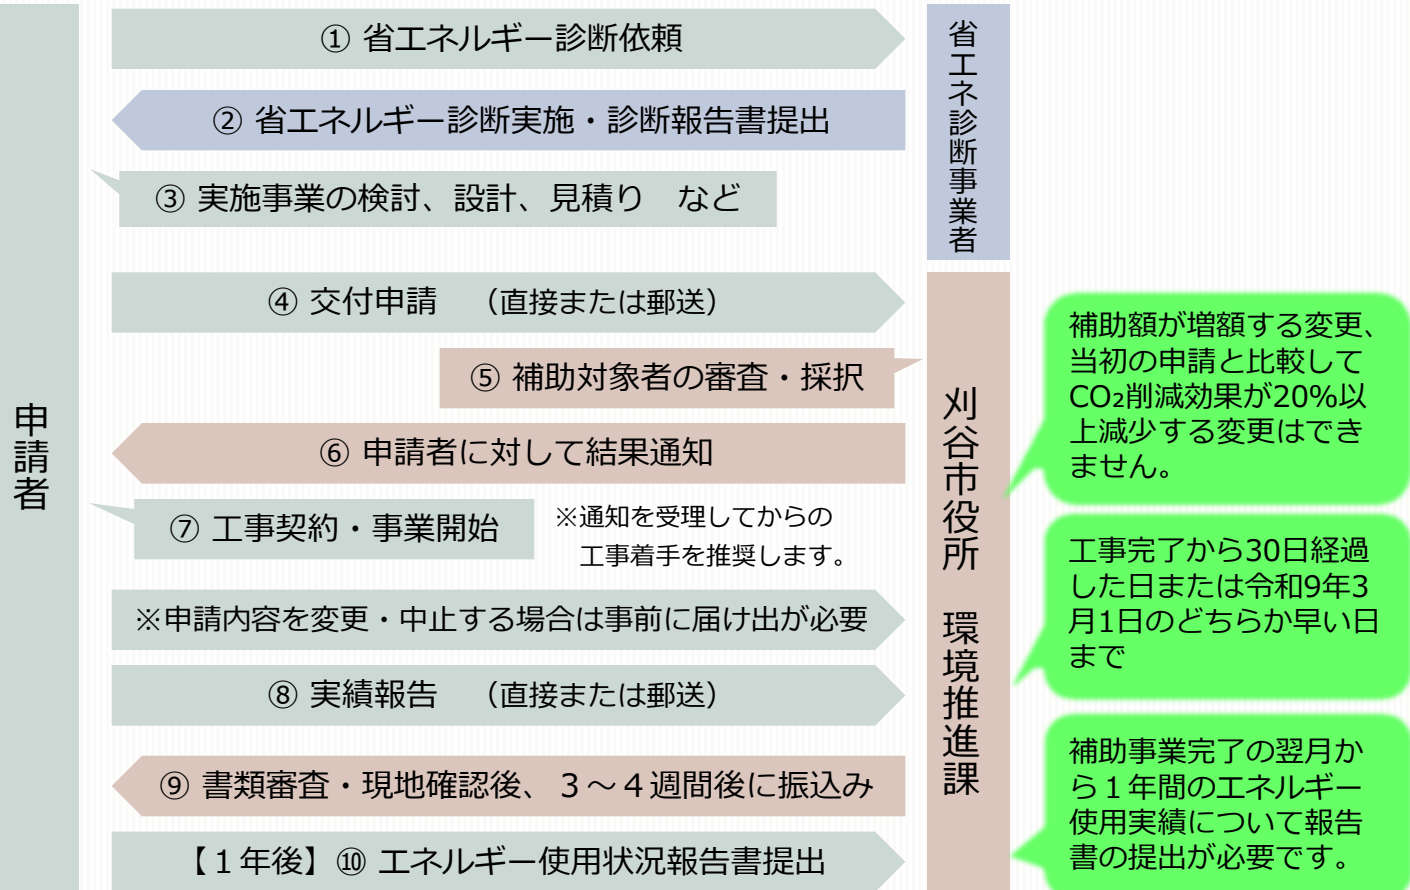 申請者
① 省エネルギー診断依頼
② 省エネルギー診断実施・診断報告書提出
③ 実施事業の検討、設計、見積り　など
省エネ診断事業者
④ 交付申請　（直接または郵送）
⑤ 補助対象者の審査・採択
⑥ 申請者に対して結果通知
⑦ 工事契約・事業開始
※通知を受理してからの
工事着手を推奨します。
※申請内容を変更・中止する場合は事前に届け出が必要
⑧ 実績報告　（直接または郵送）
⑨ 書類審査・現地確認後、３～４週間後に振込み
【１年後】⑩ エネルギー使用状況報告書提出
刈谷市役所　環境推進課
補助額が増額する変更、
当初の申請と比較して
CO₂削減効果が20%以
上減少する変更はでき
ません。
工事完了から30日経過
した日または令和9年3
月1日のどちらか早い日
まで
補助事業完了の翌月か
ら１年間のエネルギー
使用実績について報告
書の提出が必要です。